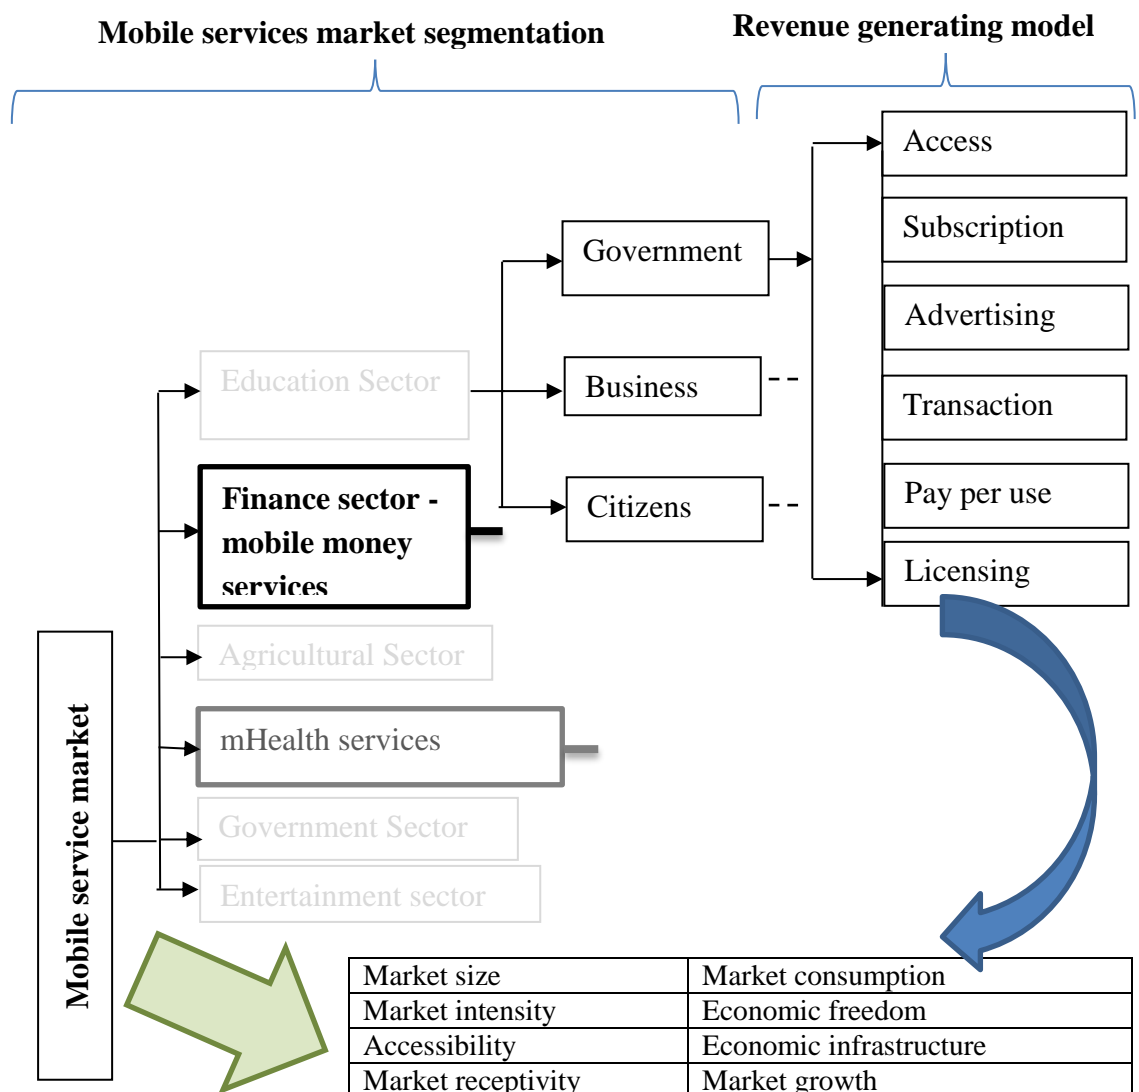 Mobile services market segmentation
Revenue generating model
Access
Subscription
Advertising
Transaction
Pay per use
Licensing
Government
Business
Citizens
Education Sector
Finance sector -
mobile money
services
Agricultural Sector
mHealth services
Government Sector
Entertainment sector
Mobile service market
Market size
Market consumption
Market intensity
Economic freedom
Accessibility
Economic infrastructure
Market receptivity
Market growth